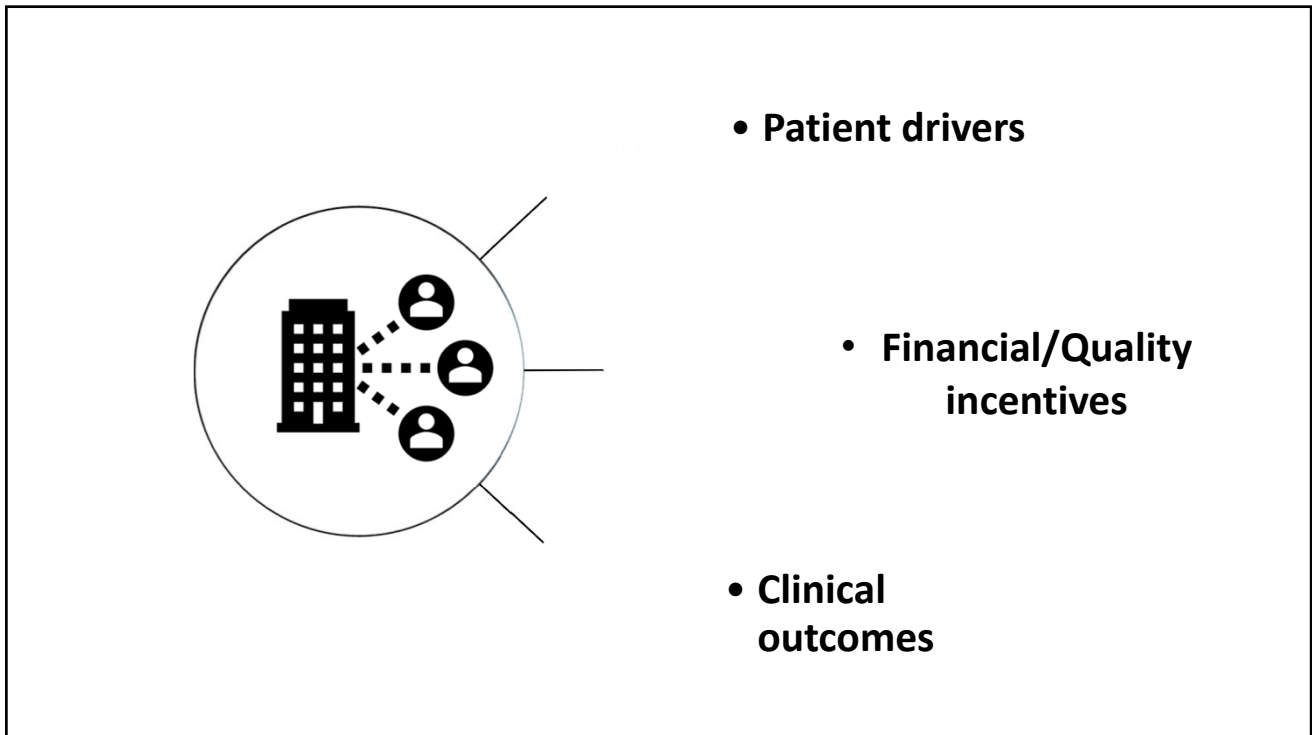 • Patient drivers
• Financial/Quality
incentives
• Clinical
outcomes